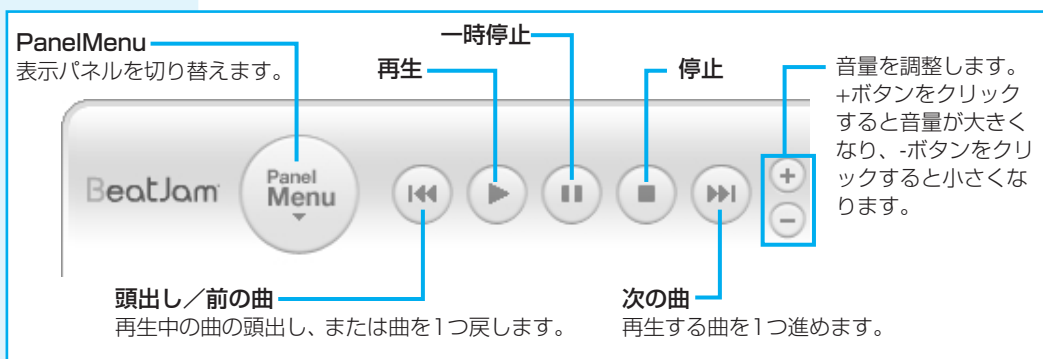 PanelMenu
表示パネルを切り替えます。
一時停止
再生
停止
音量を調整します。
+ボタンをクリック
すると音量が大きく
なり、-ボタンをクリ
ックすると小さくな
ります。
BeatJam
Panel
Menu
頭出し／前の曲
再生中の曲の頭出し、または曲を1つ戻します。
次の曲
再生する曲を1つ進めます。